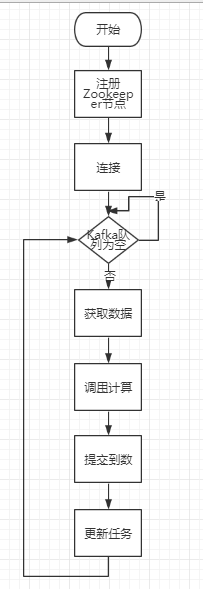 开始
注册
Zookeep
er节点
连接
是
Kafka队
列为空
否
获取数据
调用计算
提交到数
更新任务